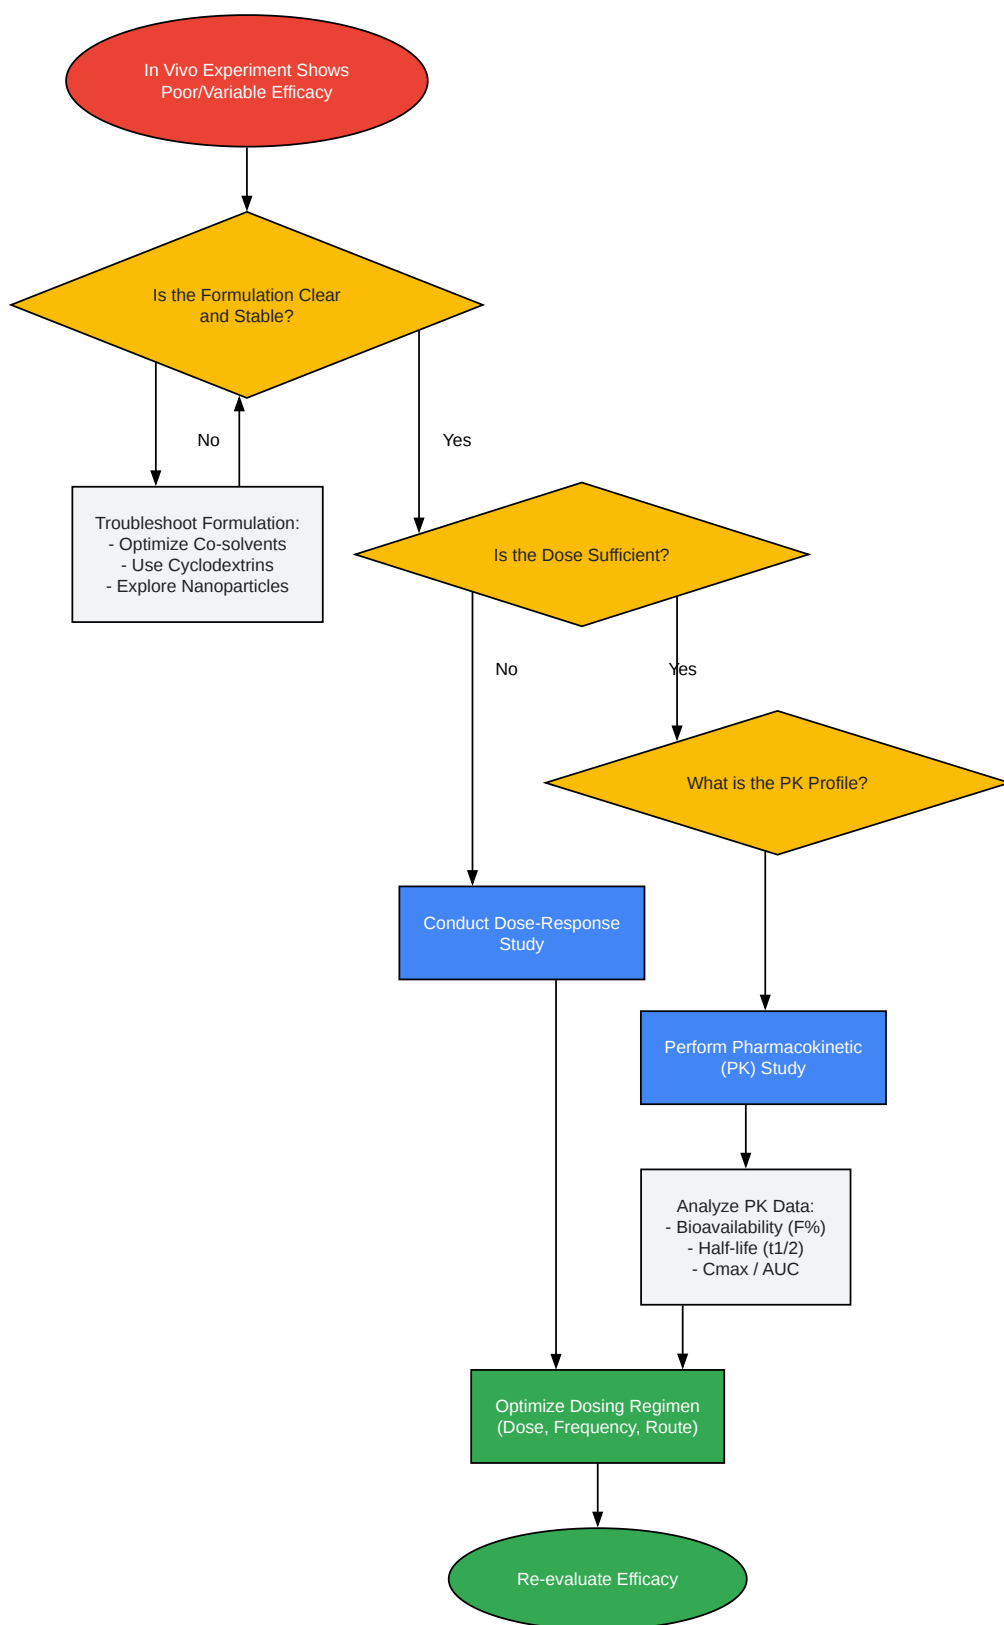 In Vivo Experiment Shows
Poor/Variable Efficacy
Is the Formulation Clear
and Stable?
No
Yes
Troubleshoot Formulation:
- Optimize Co-solvents
- Use Cyclodextrins
- Explore Nanoparticles
Is the Dose Sufficient?
No
Yes
What is the PK Profile?
Conduct Dose-Response
Study
Perform Pharmacokinetic
(PK) Study
Analyze PK Data:
- Bioavailability (F%)
- Half-life (t1/2)
- Cmax / AUC
Optimize Dosing Regimen
(Dose, Frequency, Route)
Re-evaluate Efficacy